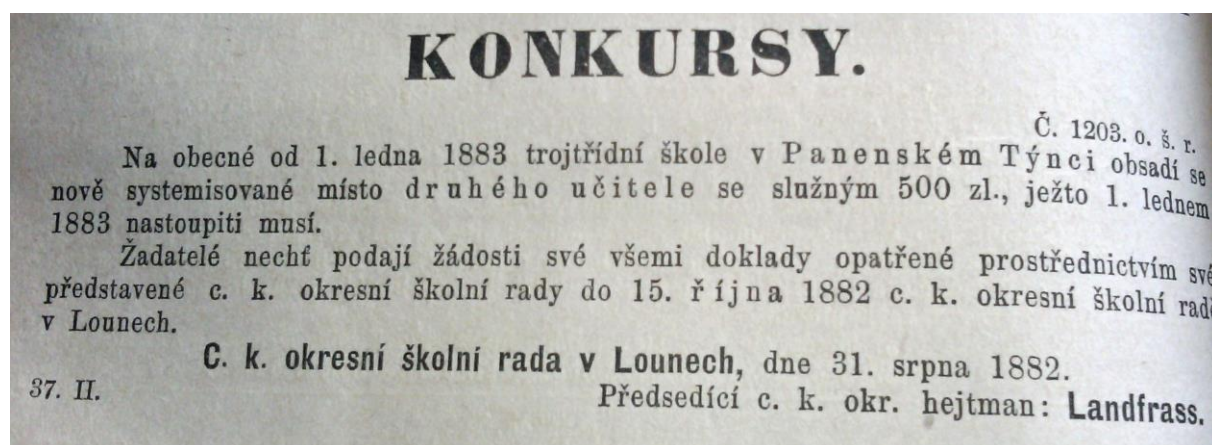 KONKURSY.
Č. 1203. o. š. r.
Na obecné od 1. ledna 1883 trojtřídní škole v Panenském Týnci obsadí se
nově systemisované místo druhého učitele se služným 500 zl., ježto 1. lednem
1883 nastoupiti musí.
Žadatelé nechť podají žádosti své všemi doklady opatřené prostřednictvím své
představené c. k. okresní školní rady do 15. října 1882 c. k. okresní školní radě
v Lounech.
C. k. okresní školní rada v Lounech, dne 31. srpna 1882.
37. II.
Předsedící c. k. okr. hejtman: Landfrass.